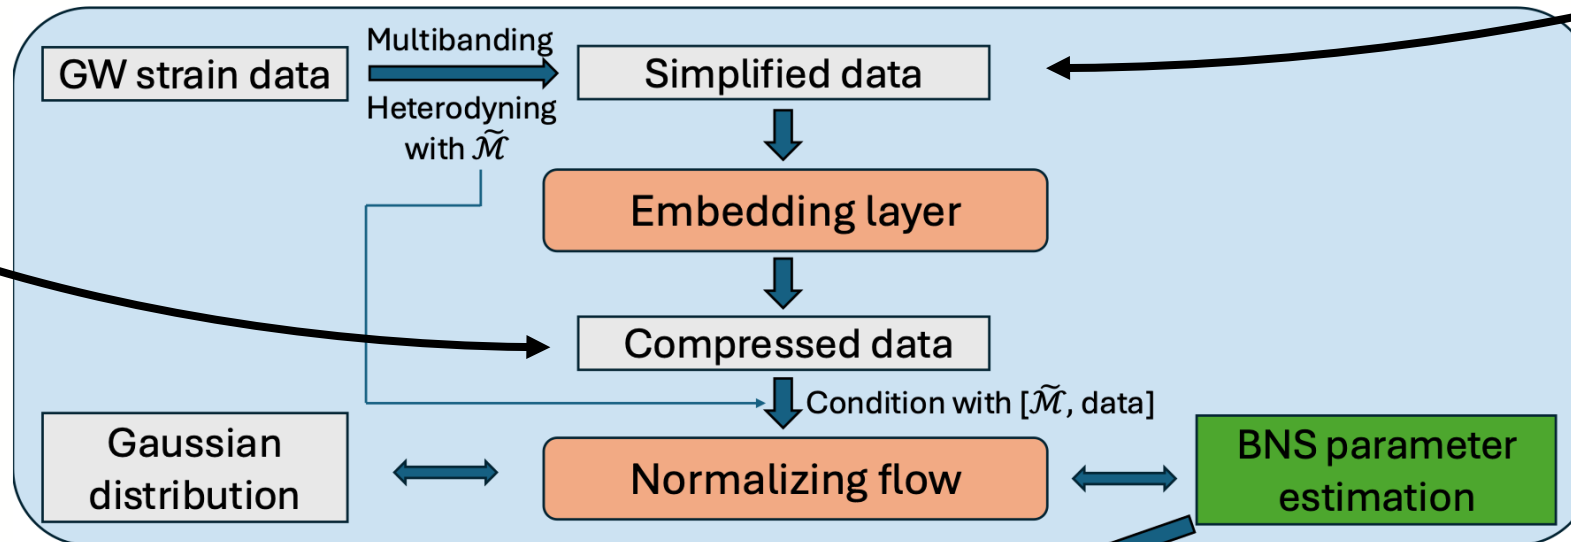 GW strain data
Multibanding
Heterodyning
with ℳ̃
Simplified data
Embedding layer
Compressed data
Condition with [ℳ̃, data]
Gaussian
distribution
Normalizing flow
BNS parameter
estimation